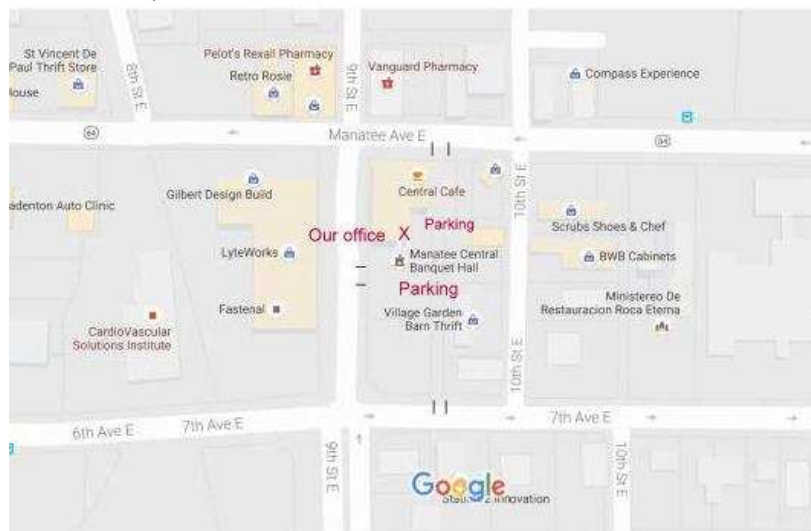 St Vincent De
Paul Thrift Store
House
8th St E
Pelot's Rexall Pharmacy
Retro Rosie
9th St E
Vanguard Pharmacy
Compass Experience
64
Manatee Ave E
64
Gilbert Design Build
Central Cafe
10th St E
adenton Auto Clinic
Our office X
Parking
Scrubs Shoes & Chef
LyteWorks
Manatee Central
Banquet Hall
BWB Cabinets
Parking
Ministereo De
Restauracion Roca Eterna
Fastenal
Village Garden
Barn Thrift
CardioVascular
Solutions Institute
10th St E
6th Ave E
7th Ave E
7th Ave E
9th St E
10th St E
Google
Innovation